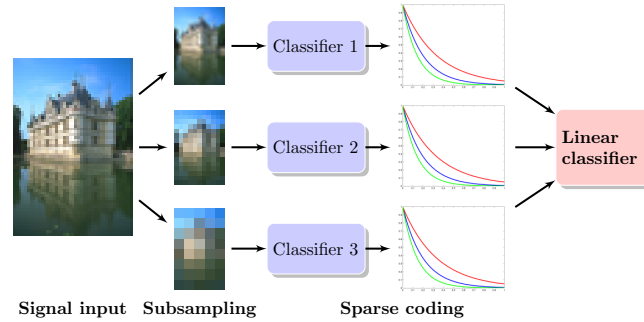 Classifier 1
Classifier 2
Classifier 3
Linear
classifier
Signal input
Subsampling
Sparse coding